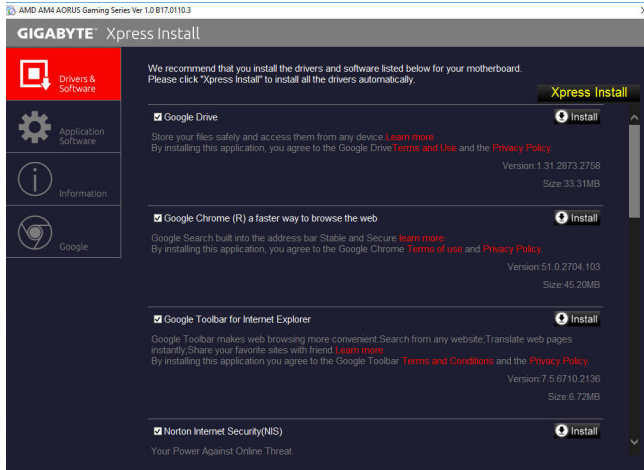 AMD AM4 AORUS Gaming Series Ver 1.0 B17.0110.3
GIGABYTE™ Xpress Install
Drivers &
Software
Application
Software
Information
Google
We recommend that you install the drivers and software listed below for your motherboard.
Please click "Xpress Install" to install all the drivers automatically.
Xpress Install
Google Drive
Install
Store your files safely and access them from any device.Learn more
By installing this application, you agree to the Google DriveTerms and Use and the Privacy Policy.
Version:1.31.2873.2758
Size:33.31MB
Google Chrome (R) a faster way to browse the web
Install
Google Search built into the address bar Stable and Secure learn more
By installing this application, you agree to the Google Chrome Terms of use and Privacy Policy.
Version:51.0.2704.103
Size:45.20MB
Google Toolbar for Internet Explorer
Install
Google Toolbar makes web browsing more convenient:Search from any website;Translate web pages
instantly;Share your favorite sites with friend.Learn more
By installing this application you agree to the Google Toolbar Terms and Conditions and the Privacy Policy.
Version:7.5.6710.2136
Size:6.72MB
Norton Internet Security(NIS)
Install
Your Power Against Online Threat.